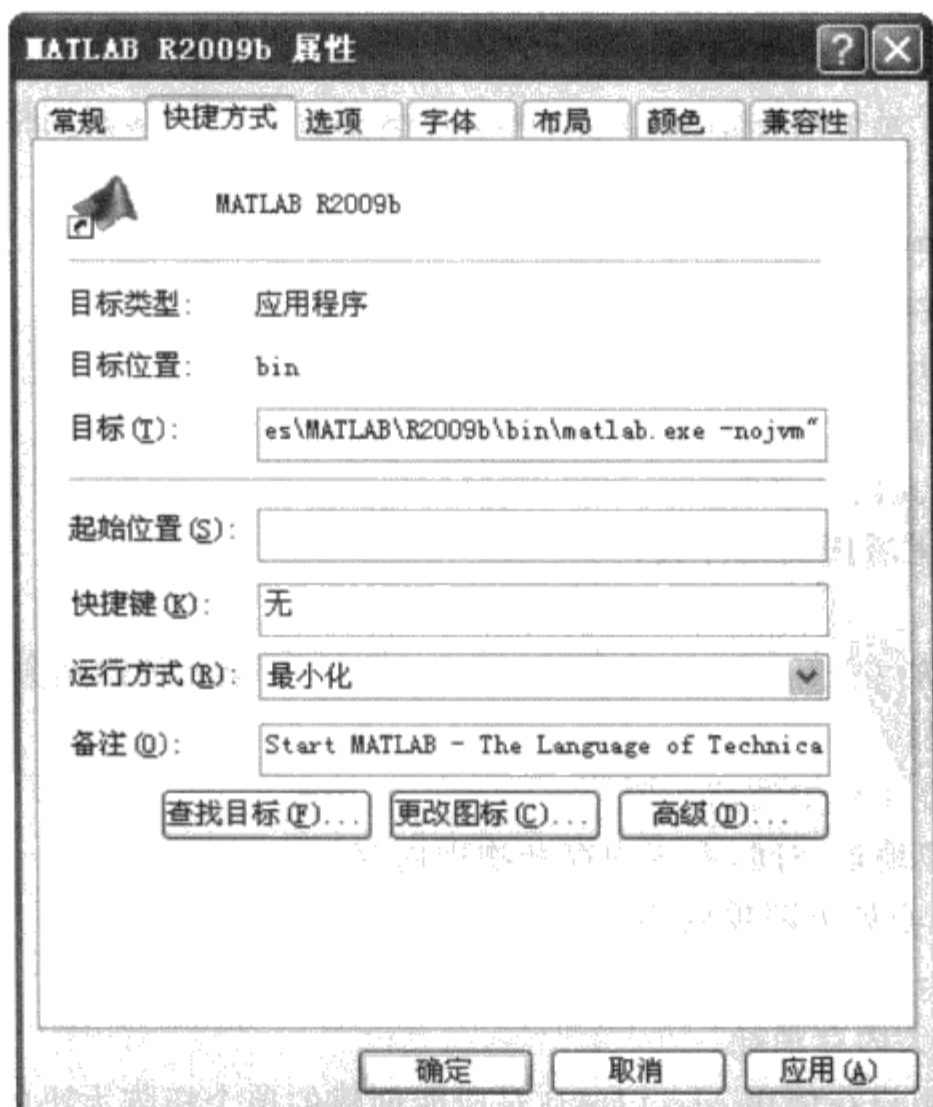 MATLAB R2009b 属性
常规 快捷方式 选项 字体 布局 颜色 兼容性
MATLAB R2009b
目标类型: 应用程序
目标位置: bin
目标(T): es\MATLAB\R2009b\bin\matlab.exe -nojvm"
起始位置(S):
快捷键(K): 无
运行方式(R): 最小化
备注(O): Start MATLAB - The Language of Technica
查找目标(F)... 更改图标(C)... 高级(D)...
确定 取消 应用(A)